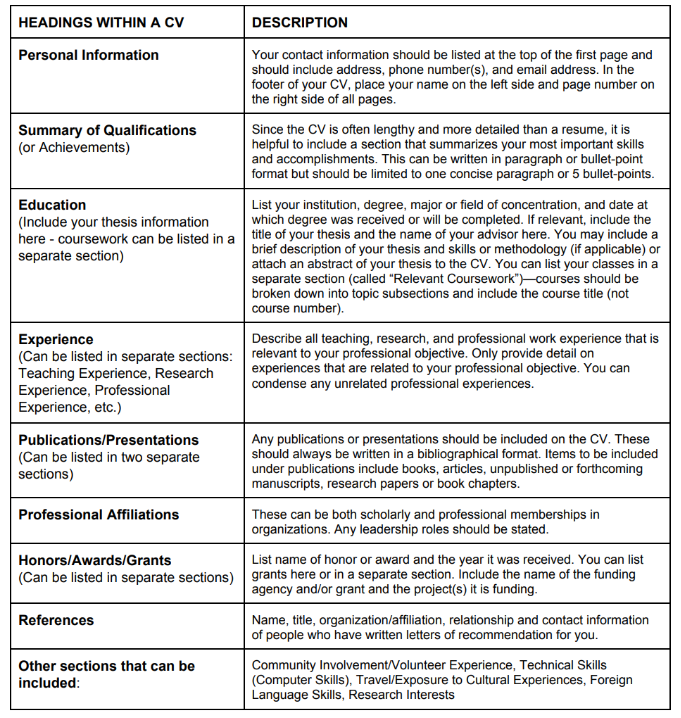 HEADINGS WITHIN A CV
DESCRIPTION
Personal Information
Your contact information should be listed at the top of the first page and
should include address, phone number(s), and email address. In the
footer of your CV, place your name on the left side and page number on
the right side of all pages.
Summary of Qualifications
(or Achievements)
Since the CV is often lengthy and more detailed than a resume, it is
helpful to include a section that summarizes your most important skills
and accomplishments. This can be written in paragraph or bullet-point
format but should be limited to one concise paragraph or 5 bullet-points.
Education
(Include your thesis information
here - coursework can be listed in a
separate section)
List your institution, degree, major or field of concentration, and date at
which degree was received or will be completed. If relevant, include the
title of your thesis and the name of your advisor here. You may include a
brief description of your thesis and skills or methodology (if applicable) or
attach an abstract of your thesis to the CV. You can list your classes in a
separate section (called “Relevant Coursework”)—courses should be
broken down into topic subsections and include the course title (not
course number).
Experience
(Can be listed in separate sections:
Teaching Experience, Research
Experience, Professional
Experience, etc.)
Describe all teaching, research, and professional work experience that is
relevant to your professional objective. Only provide detail on
experiences that are related to your professional objective. You can
condense any unrelated professional experiences.
Publications/Presentations
(Can be listed in two separate
sections)
Any publications or presentations should be included on the CV. These
should always be written in a bibliographical format. Items to be included
under publications include books, articles, unpublished or forthcoming
manuscripts, research papers or book chapters.
Professional Affiliations
These can be both scholarly and professional memberships in
organizations. Any leadership roles should be stated.
Honors/Awards/Grants
(Can be listed in separate sections)
List name of honor or award and the year it was received. You can list
grants here or in a separate section. Include the name of the funding
agency and/or grant and the project(s) it is funding.
References
Name, title, organization/affiliation, relationship and contact information
of people who have written letters of recommendation for you.
Other sections that can be
included:
Community Involvement/Volunteer Experience, Technical Skills
(Computer Skills), Travel/Exposure to Cultural Experiences, Foreign
Language Skills, Research Interests